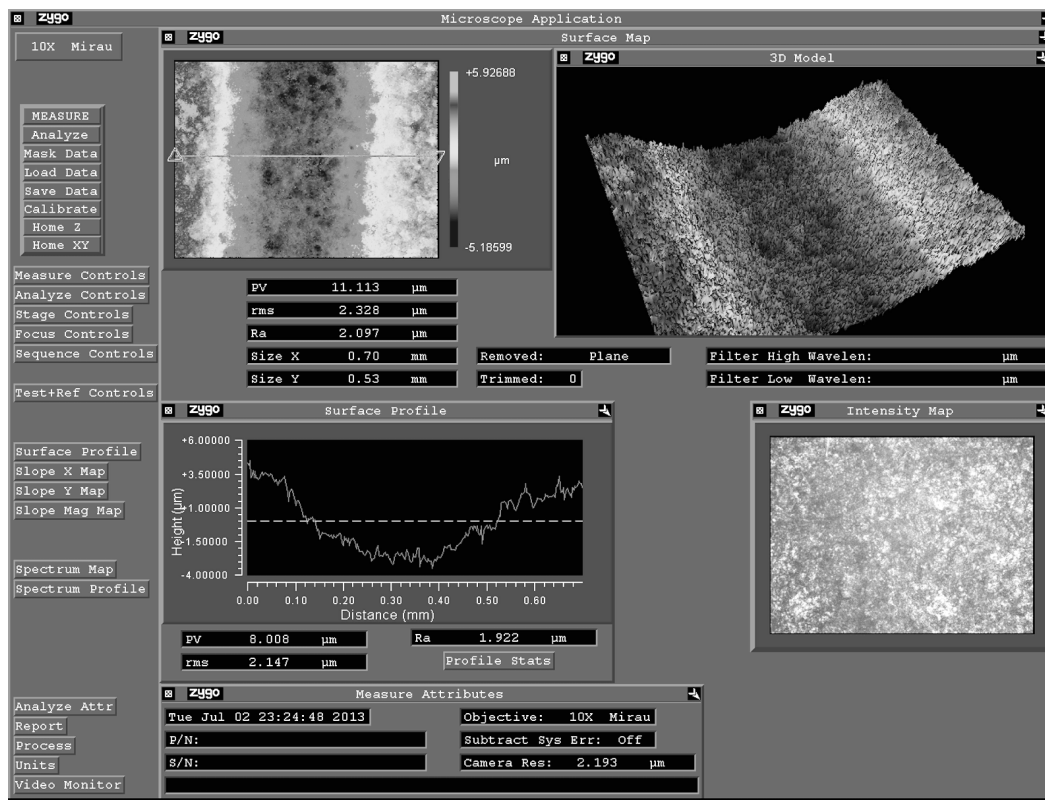 zygo Microscope Application
10X Mirau
MEASURE
Analyze
Mask Data
Load Data
Save Data
Calibrate
Home Z
Home XY
Measure Controls
Analyze Controls
Stage Controls
Focus Controls
Sequence Controls
Test+Ref Controls
Surface Profile
Slope X Map
Slope Y Map
Slope Mag Map
Spectrum Map
Spectrum Profile
Analyze Attr
Report
Process
Units
Video Monitor
zygo Surface Map
+5.92688
µm
-5.18599
PV 11.113 µm
rms 2.328 µm
Ra 2.097 µm
Size X 0.70 mm
Size Y 0.53 mm
zygo 3D Model
Removed: Plane
Trimmed: 0
Filter High Wavelen: µm
Filter Low Wavelen: µm
zygo Surface Profile
+6.00000
+3.50000
+1.00000
-1.50000
-4.00000
Height (µm)
0.00 0.10 0.20 0.30 0.40 0.50 0.60
Distance (mm)
PV 8.008 µm
rms 2.147 µm
Ra 1.922 µm
Profile Stats
zygo Intensity Map
zygo Measure Attributes
Tue Jul 02 23:24:48 2013
P/N:
S/N:
Objective: 10X Mirau
Subtract Sys Err: Off
Camera Res: 2.193 µm